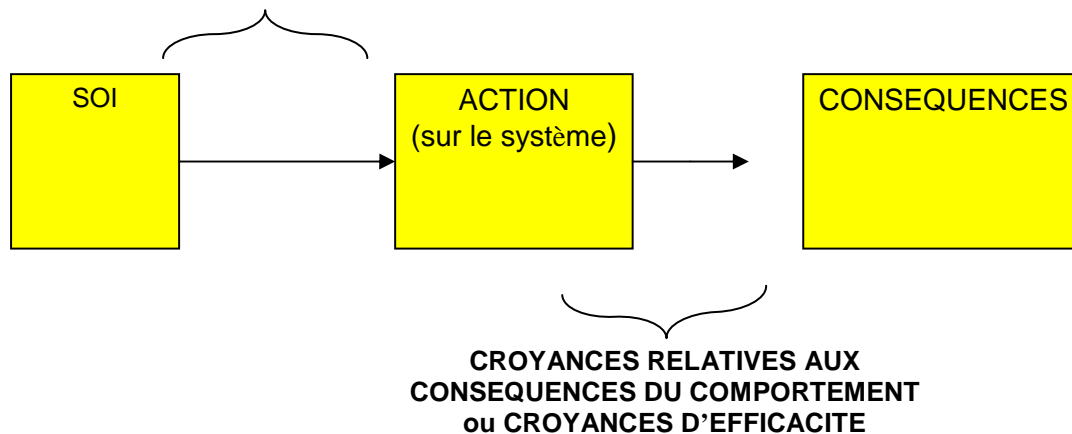 SOI
ACTION
(sur le système)
CONSEQUENCES
CROYANCES RELATIVES AUX
CONSEQUENCES DU COMPORTEMENT
ou CROYANCES D’EFFICACITE